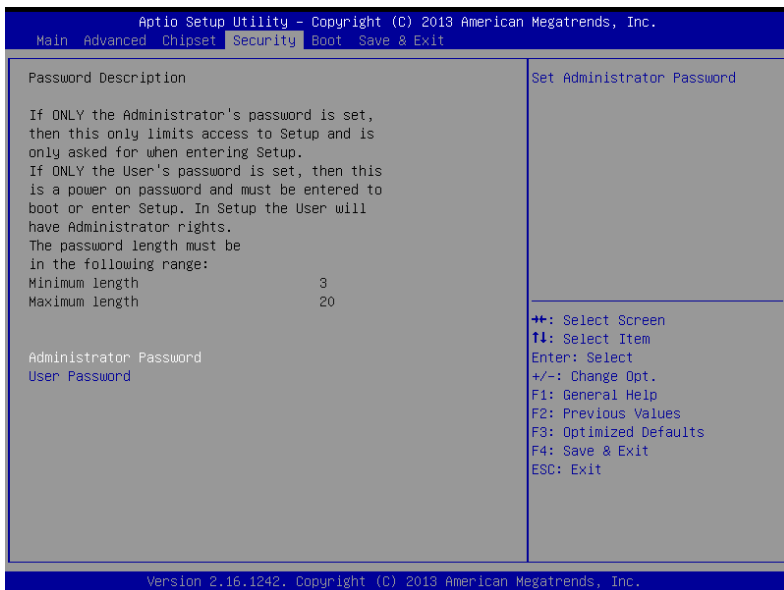 Aptio Setup Utility – Copyright (C) 2013 American Megatrends, Inc.
Main Advanced Chipset Security Boot Save & Exit
Password Description
If ONLY the Administrator's password is set,
then this only limits access to Setup and is
only asked for when entering Setup.
If ONLY the User's password is set, then this
is a power on password and must be entered to
boot or enter Setup. In Setup the User will
have Administrator rights.
The password length must be
in the following range:
Minimum length 3
Maximum length 20
Administrator Password
User Password
Set Administrator Password
→←: Select Screen
↑↓: Select Item
Enter: Select
+/-: Change Opt.
F1: General Help
F2: Previous Values
F3: Optimized Defaults
F4: Save & Exit
ESC: Exit
Version 2.16.1242. Copyright (C) 2013 American Megatrends, Inc.